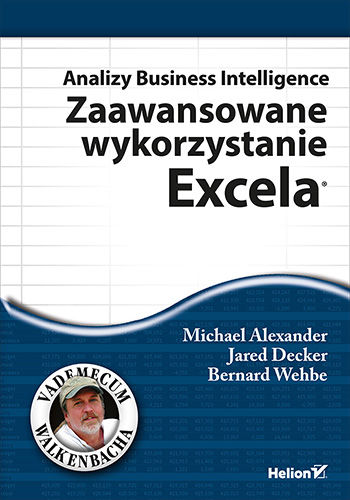 Analizy Business Intelligence
Zaawansowane
wykorzystanie
Excela®
Michael Alexander
Jared Decker
Bernard Wehbe
VADEMECUM
WALKENBACHA
Helion